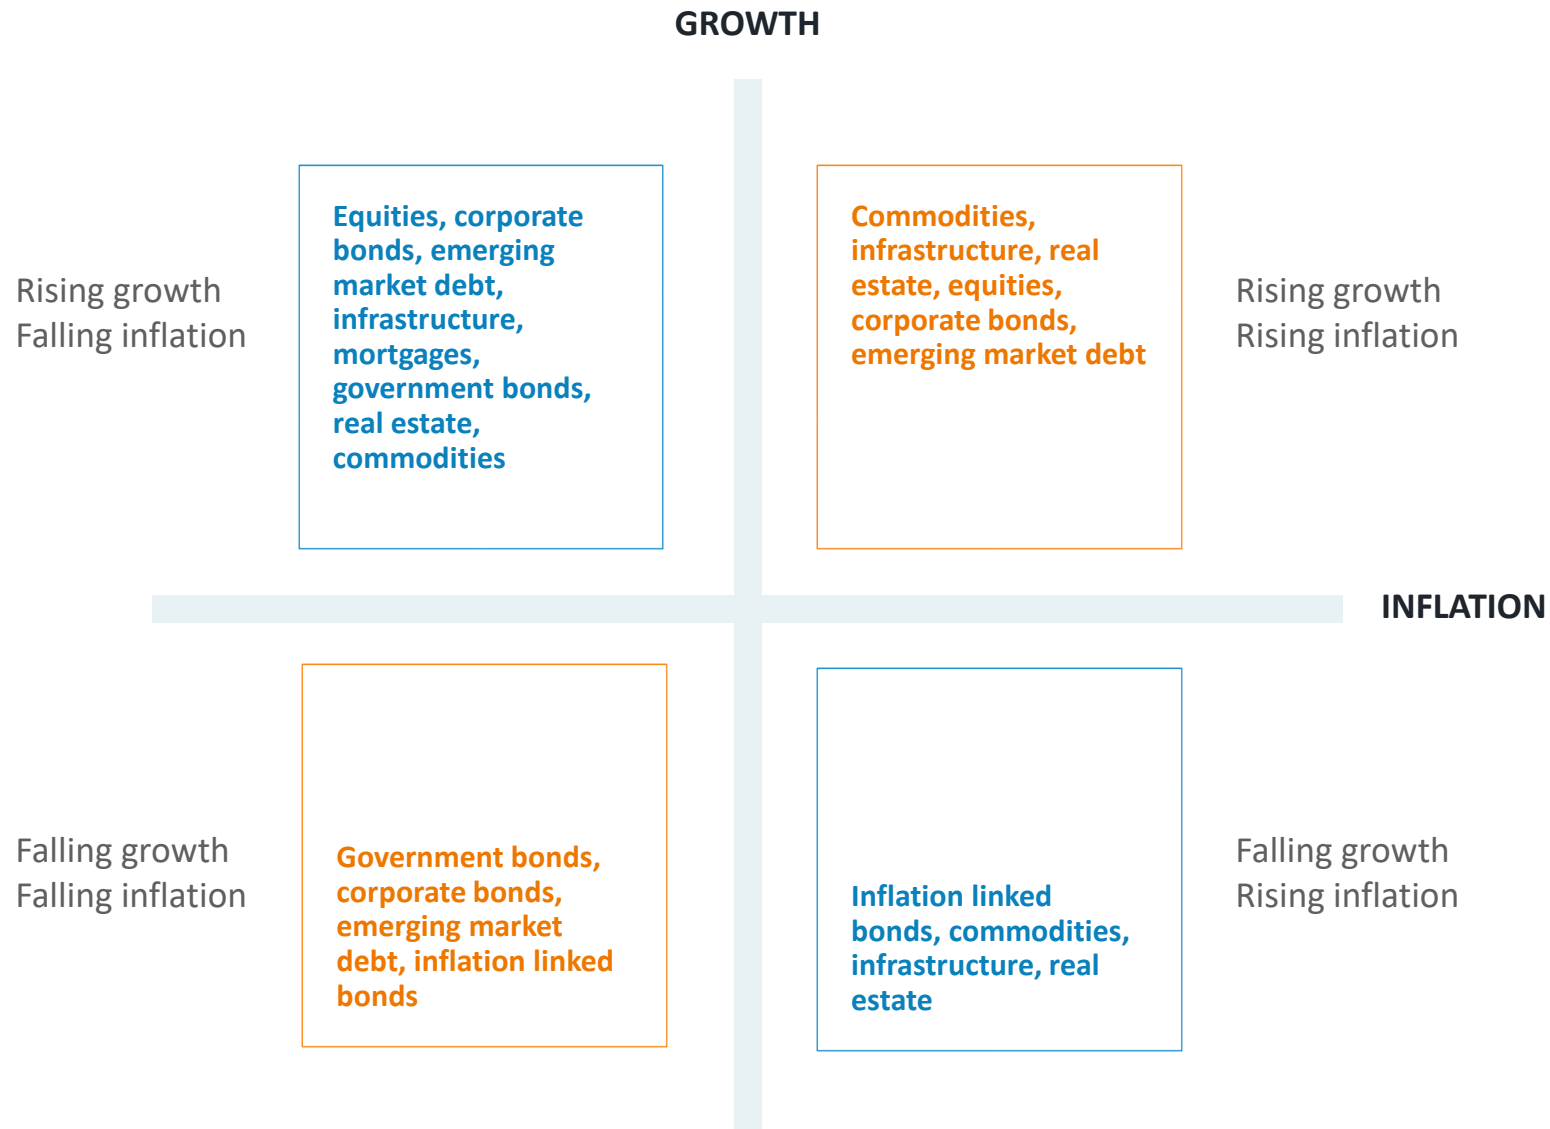 GROWTH
Rising growth
Falling inflation
Equities, corporate
bonds, emerging
market debt,
infrastructure,
mortgages,
government bonds,
real estate,
commodities
Commodities,
infrastructure, real
estate, equities,
corporate bonds,
emerging market debt
Rising growth
Rising inflation
INFLATION
Falling growth
Falling inflation
Government bonds,
corporate bonds,
emerging market
debt, inflation linked
bonds
Inflation linked
bonds, commodities,
infrastructure, real
estate
Falling growth
Rising inflation